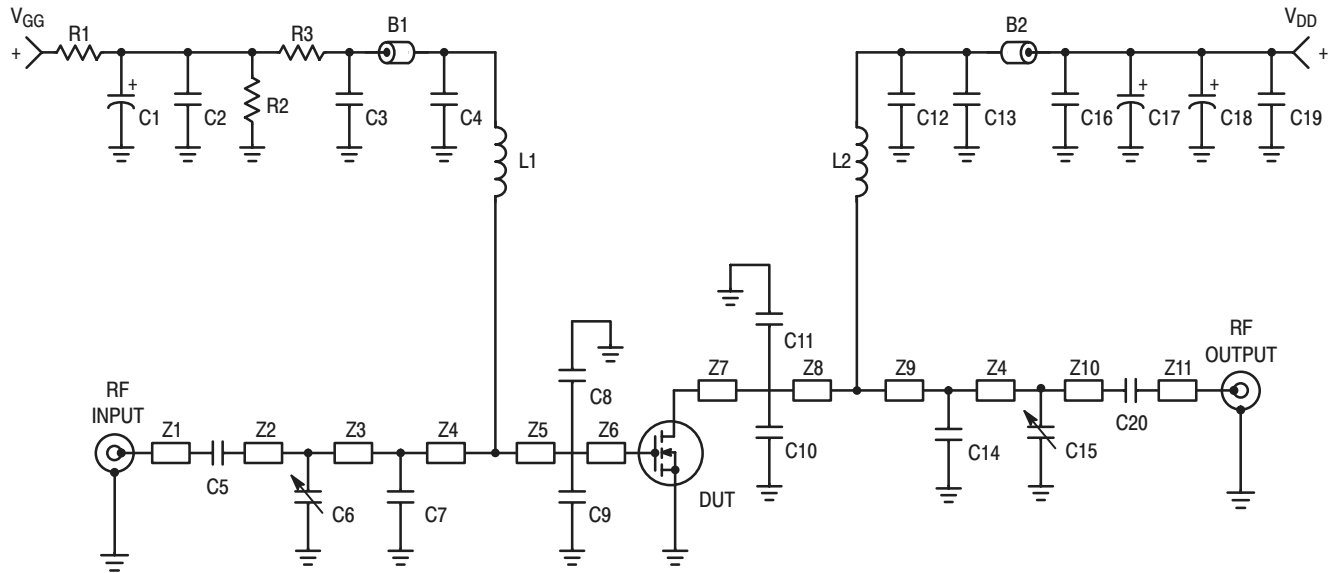 VGG
+
R1
R3
B1
+
C1
C2
R2
C3
C4
L1
B2
VDD
+
C12
C13
C16
+
C17
+
C18
C19
L2
RF
INPUT
Z1
C5
Z2
C6
Z3
C7
Z4
Z5
C8
C9
Z6
DUT
Z7
C11
C10
Z8
Z9
C14
Z4
C15
Z10
C20
Z11
RF
OUTPUT